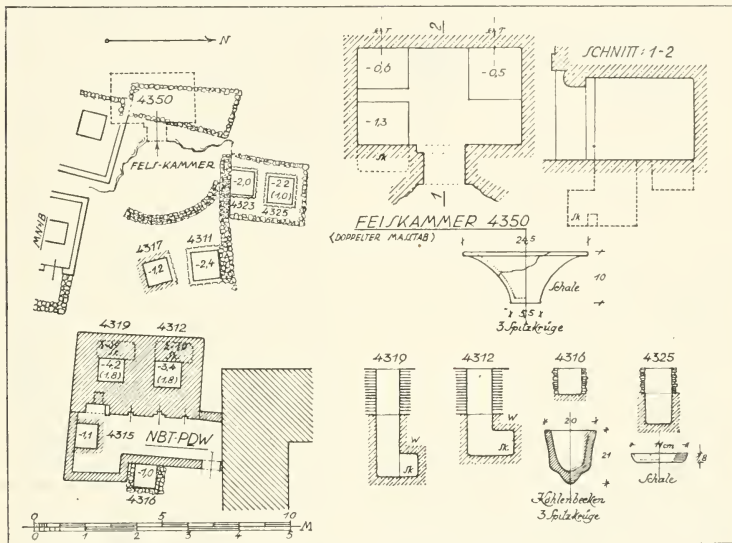 N
4350
FELS-KAMMER
-2,0
-2,2
(1,0)
4323
4325
4317
4311
-1,2
-2,4
-0,6
-0,5
-1,3
Sk
2
1
SCHNITT: 1-2
Sk
FELSKAMMER 4350
(DOPPELTER MASSTAB)
24,5
10
Schale
5,5
3 Spitzkrüge
4319
4312
-4,2
(1,8)
-3,4
(1,8)
-1,1
4315
NBT-PDW
-1,0
4316
4319
4312
4316
4325
W
Sk
W
Sk.
20
21
Kohlenbecken
3 Spitzkrüge
14cm
8
Schale
0
5
10
M
0
1
2
3
4
5